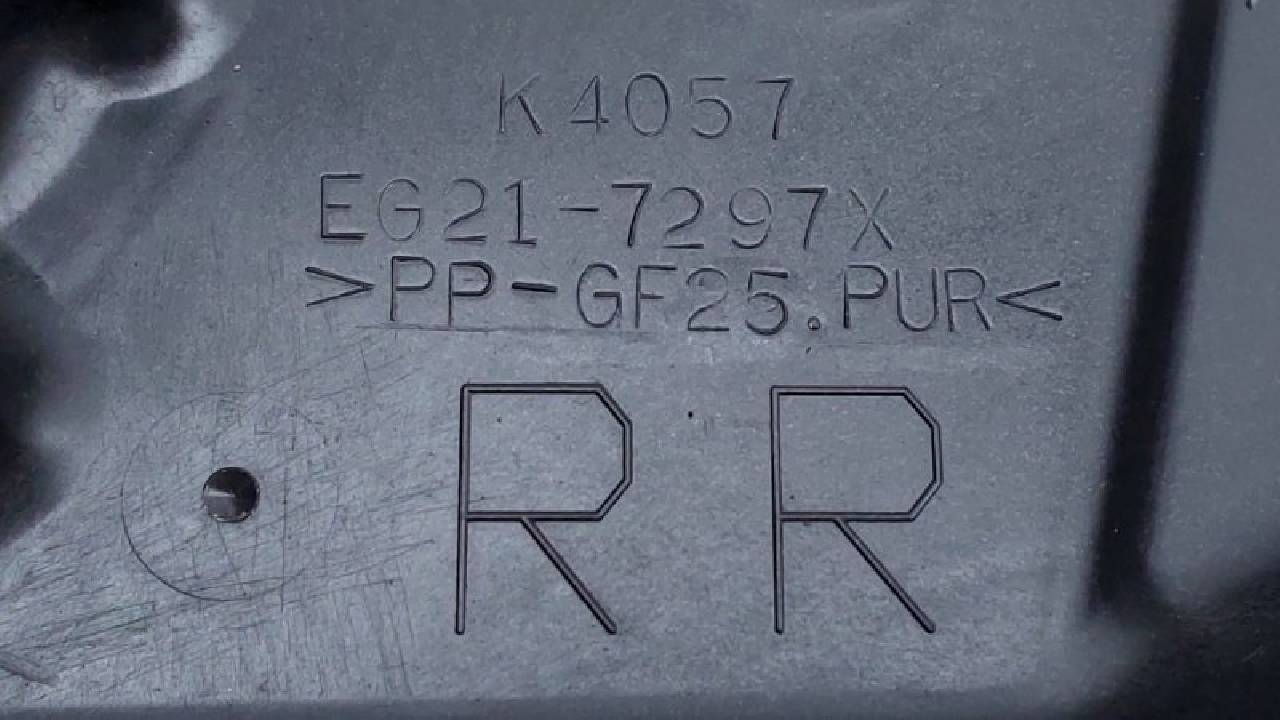 K4057
EG21-7297X
>PP-GF25.PUR<
R R